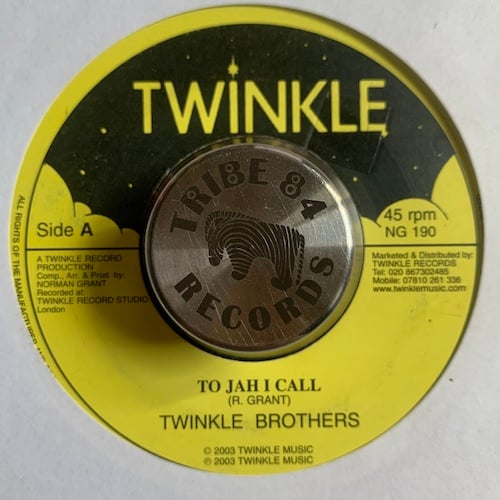 TWINKLE
TRIBE 84
RECORDS
Side A
45 rpm
NG 190
A TWINKLE RECORD
PRODUCTION
Comp., Arr. & Prod. by:
NORMAN GRANT
Recorded at:
TWINKLE RECORD STUDIO
London
Marketed & Distributed by:
TWINKLE RECORDS
Tel: 020 867302485
Mobile: 07810 261 336
www.twinklemusic.com
TO JAH I CALL
(R. GRANT)
TWINKLE BROTHERS
© 2003 TWINKLE MUSIC
℗ 2003 TWINKLE MUSIC
ALL RIGHTS OF THE MANUFACTURER AND